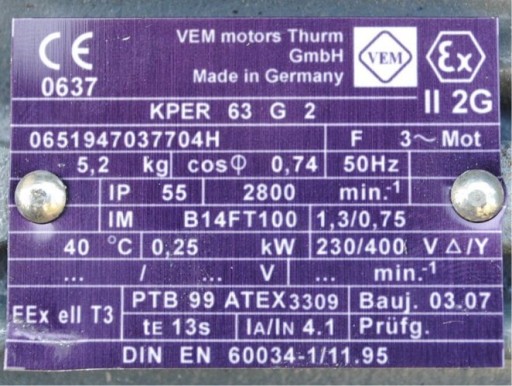 CE
0637
VEM motors Thurm
GmbH
Made in Germany
VEM
Ex
II 2G
KPER 63 G 2
0651947037704H F 3~Mot
5,2 kg cosΦ 0,74 50Hz
IP 55 2800 min.-1
IM B14FT100 1,3/0,75
40 °C 0,25 kW 230/400 V △/Y
... / ... V ... min.-1
EEx eII T3
PTB 99 ATEX3309 Bauj. 03.07
tE 13s IA/IN 4.1 Prüfg.
DIN EN 60034-1/11.95